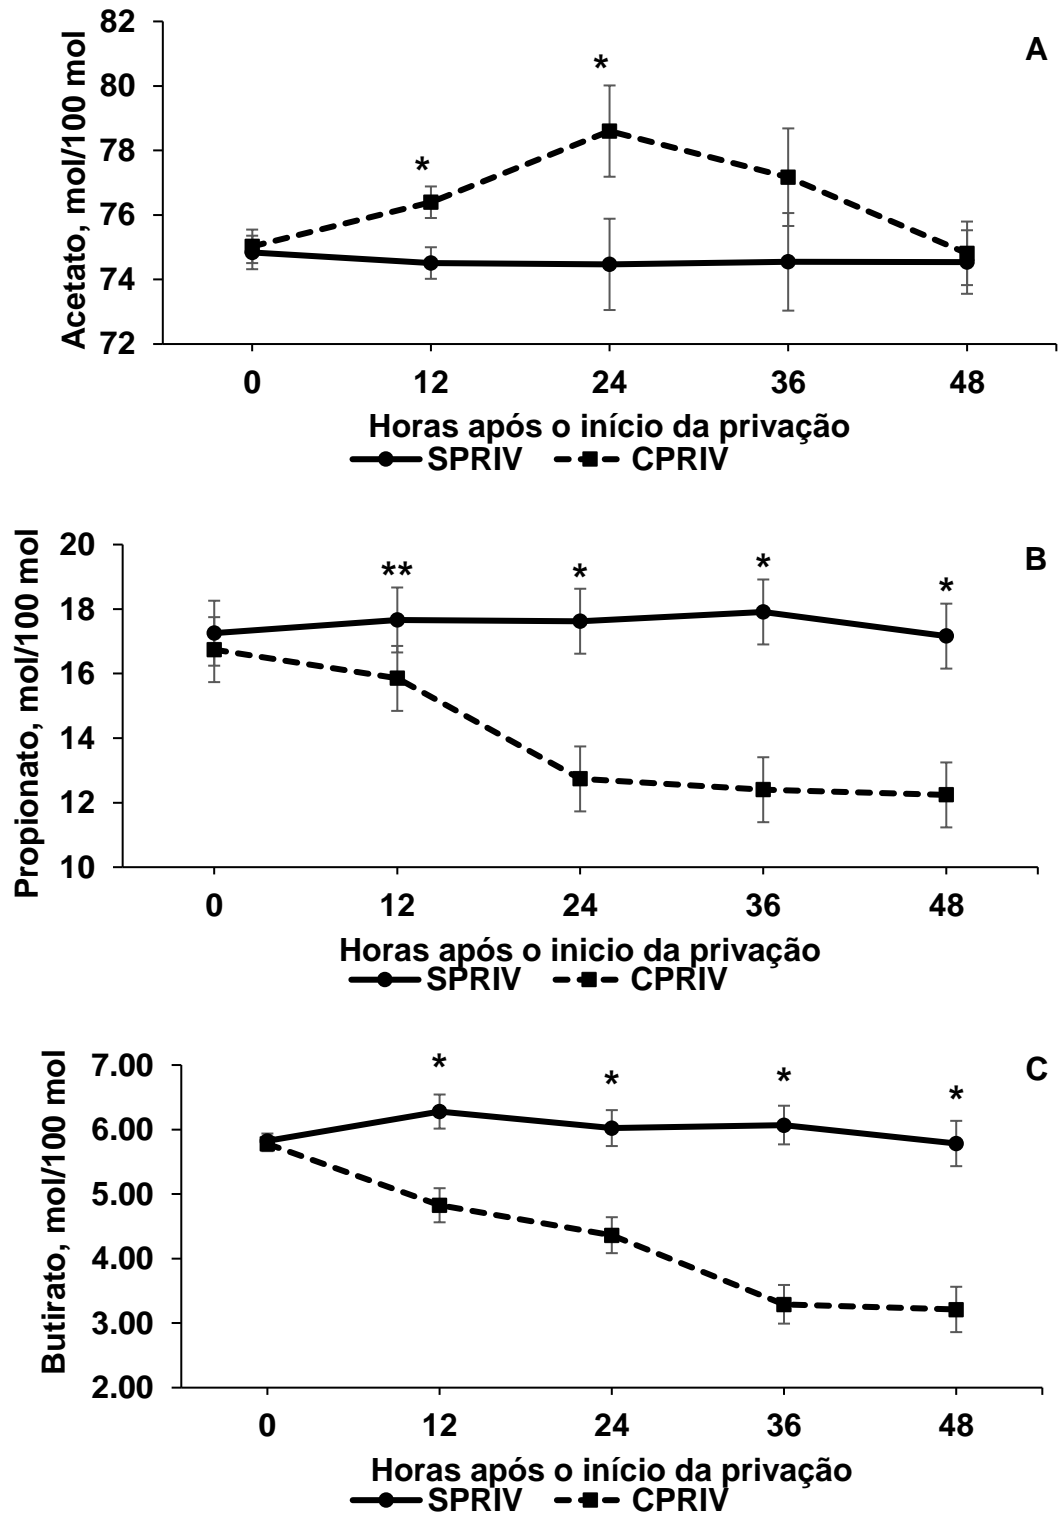 A
Acetato, mol/100 mol
82
80
78
76
74
72
*
*
0 12 24 36 48
Horas após o início da privação
SPRIV CPRIV
B
Propionato, mol/100 mol
20
18
16
14
12
10
** * * *
0 12 24 36 48
Horas após o inicio da privação
SPRIV CPRIV
C
Butirato, mol/100 mol
7.00
6.00
5.00
4.00
3.00
2.00
* * * *
0 12 24 36 48
Horas após o início da privação
SPRIV CPRIV